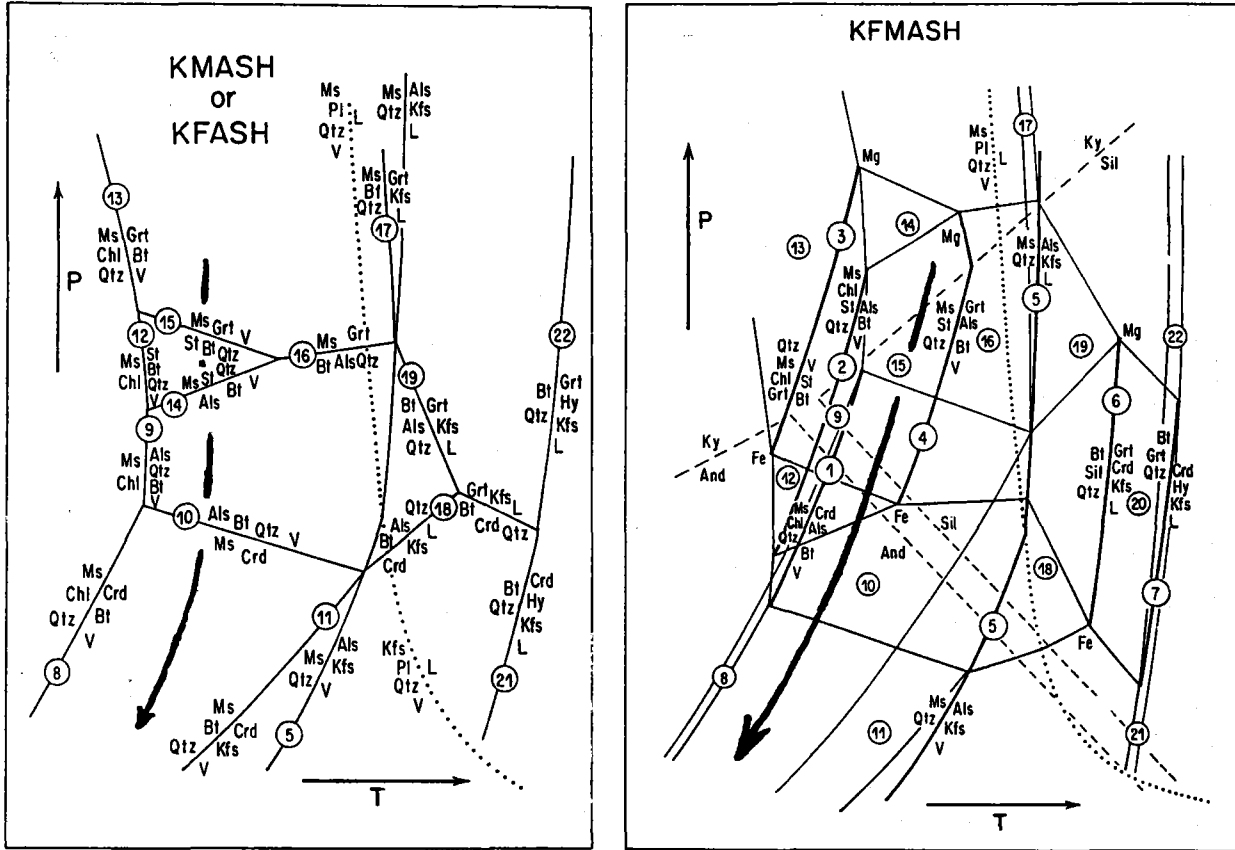 KMASH
or
KFASH
Ms
Pl L
Qtz
V
Ms Als
Qtz Kfs
L
P
13
Ms Grt
Chl Bt
Qtz V
Ms Grt
Bt Kfs
Qtz L
17
12
15
Ms Grt V
St Bt Qtz
Ms St
Chl Bt
Qtz
V
Ms St Qtz
Als Bt V
14
16
Ms Grt
Bt Als Qtz
9
Ms Als
Chl Qtz
Bt
V
19
Bt Grt
Als Kfs
Qtz L
22
Bt Grt
Qtz Hy
Kfs
L
10
Als Bt Qtz V
Ms Crd
Qtz Als
Bt Kfs L
Crd
18
Grt Kfs L
Bt Crd Qtz
Ms
Chl Crd
Qtz Bt
V
8
11
Ms Als
Qtz Kfs
V
Ms
Bt Crd
Qtz Kfs
V
5
Kfs
Pl L
Qtz
V
Bt Crd
Qtz Hy
Kfs
L
21
T
KFMASH
P
17
Ms
Pl L
Qtz
V
Ky
Sil
Mg
3
14
13
Mg
Ms
Chl
St Als
Qtz Bt
V
Ms Als
Qtz Kfs
L
5
Ms Grt
St Als
Qtz Bt
V
16
19
Mg
22
Qtz
Ms V
Chl St
Grt Bt
2
15
9
4
6
Ky
And
Fe
12
1
Bt Grt
Sil Crd
Qtz Kfs
L
Bt
Grt Crd
Qtz Hy
Kfs
L
20
Ms
Chl Crd
Qtz Als
Bt
V
Fe
Sil
And
10
18
7
5
Fe
8
Ms Als
Qtz Kfs
V
11
21
T